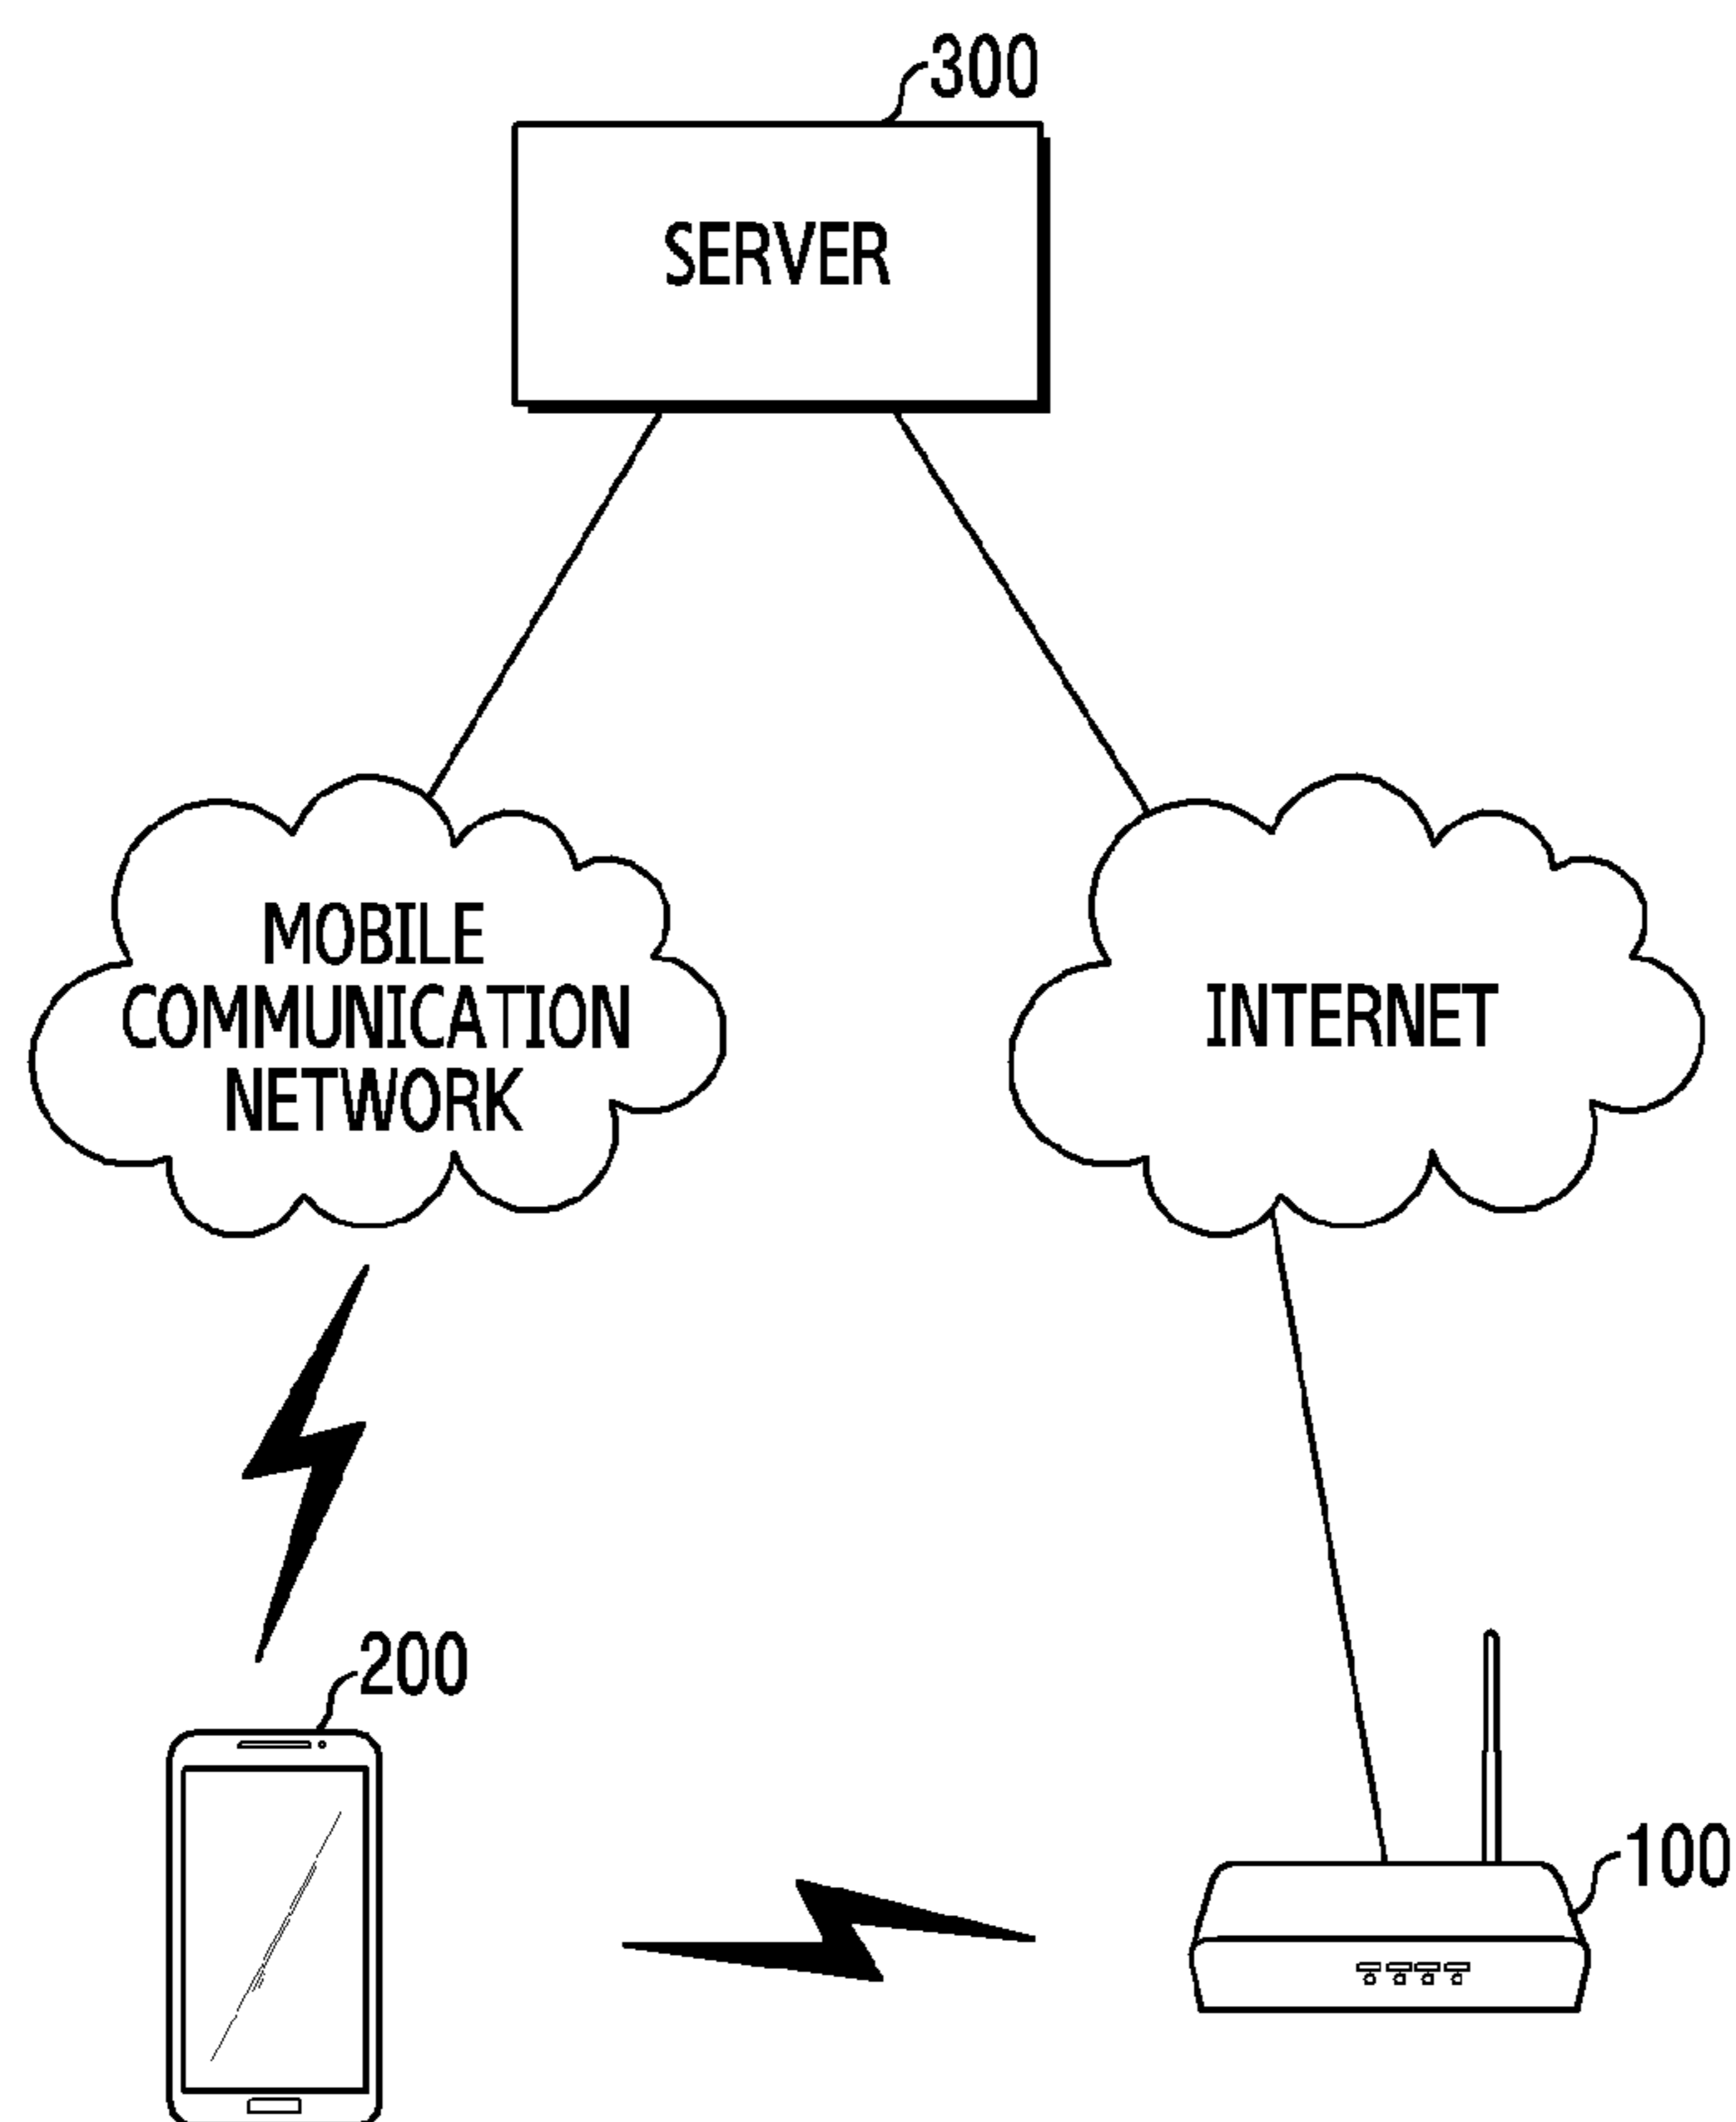 300
SERVER
MOBILE
COMMUNICATION
NETWORK
INTERNET
200
100